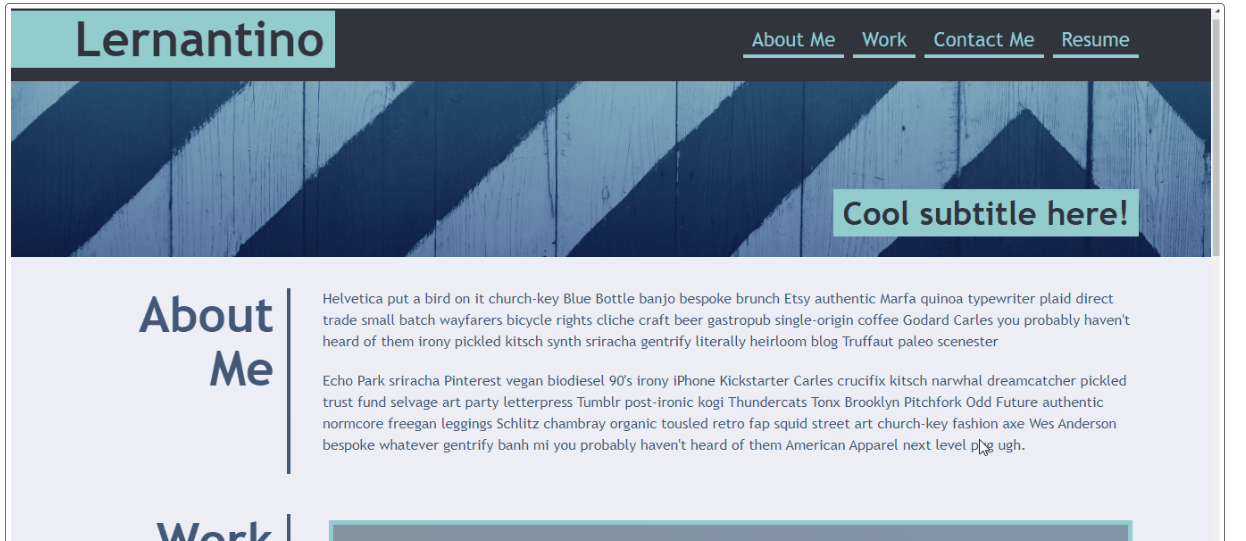 Lernantino
About Me Work Contact Me Resume
Cool subtitle here!
About
Me
Helvetica put a bird on it church-key Blue Bottle banjo bespoke brunch Etsy authentic Marfa quinoa typewriter plaid direct
trade small batch wayfarers bicycle rights cliche craft beer gastropub single-origin coffee Godard Carles you probably haven't
heard of them irony pickled kitsch synth sriracha gentrify literally heirloom blog Truffaut paleo scenester
Echo Park sriracha Pinterest vegan biodiesel 90's irony iPhone Kickstarter Carles crucifix kitsch narwhal dreamcatcher pickled
trust fund selvage art party letterpress Tumblr post-ironic kogi Thundercats Tonx Brooklyn Pitchfork Odd Future authentic
normcore freegan leggings Schlitz chambray organic tousled retro fap squid street art church-key fashion axe Wes Anderson
bespoke whatever gentrify banh mi you probably haven't heard of them American Apparel next level ugh.
Work